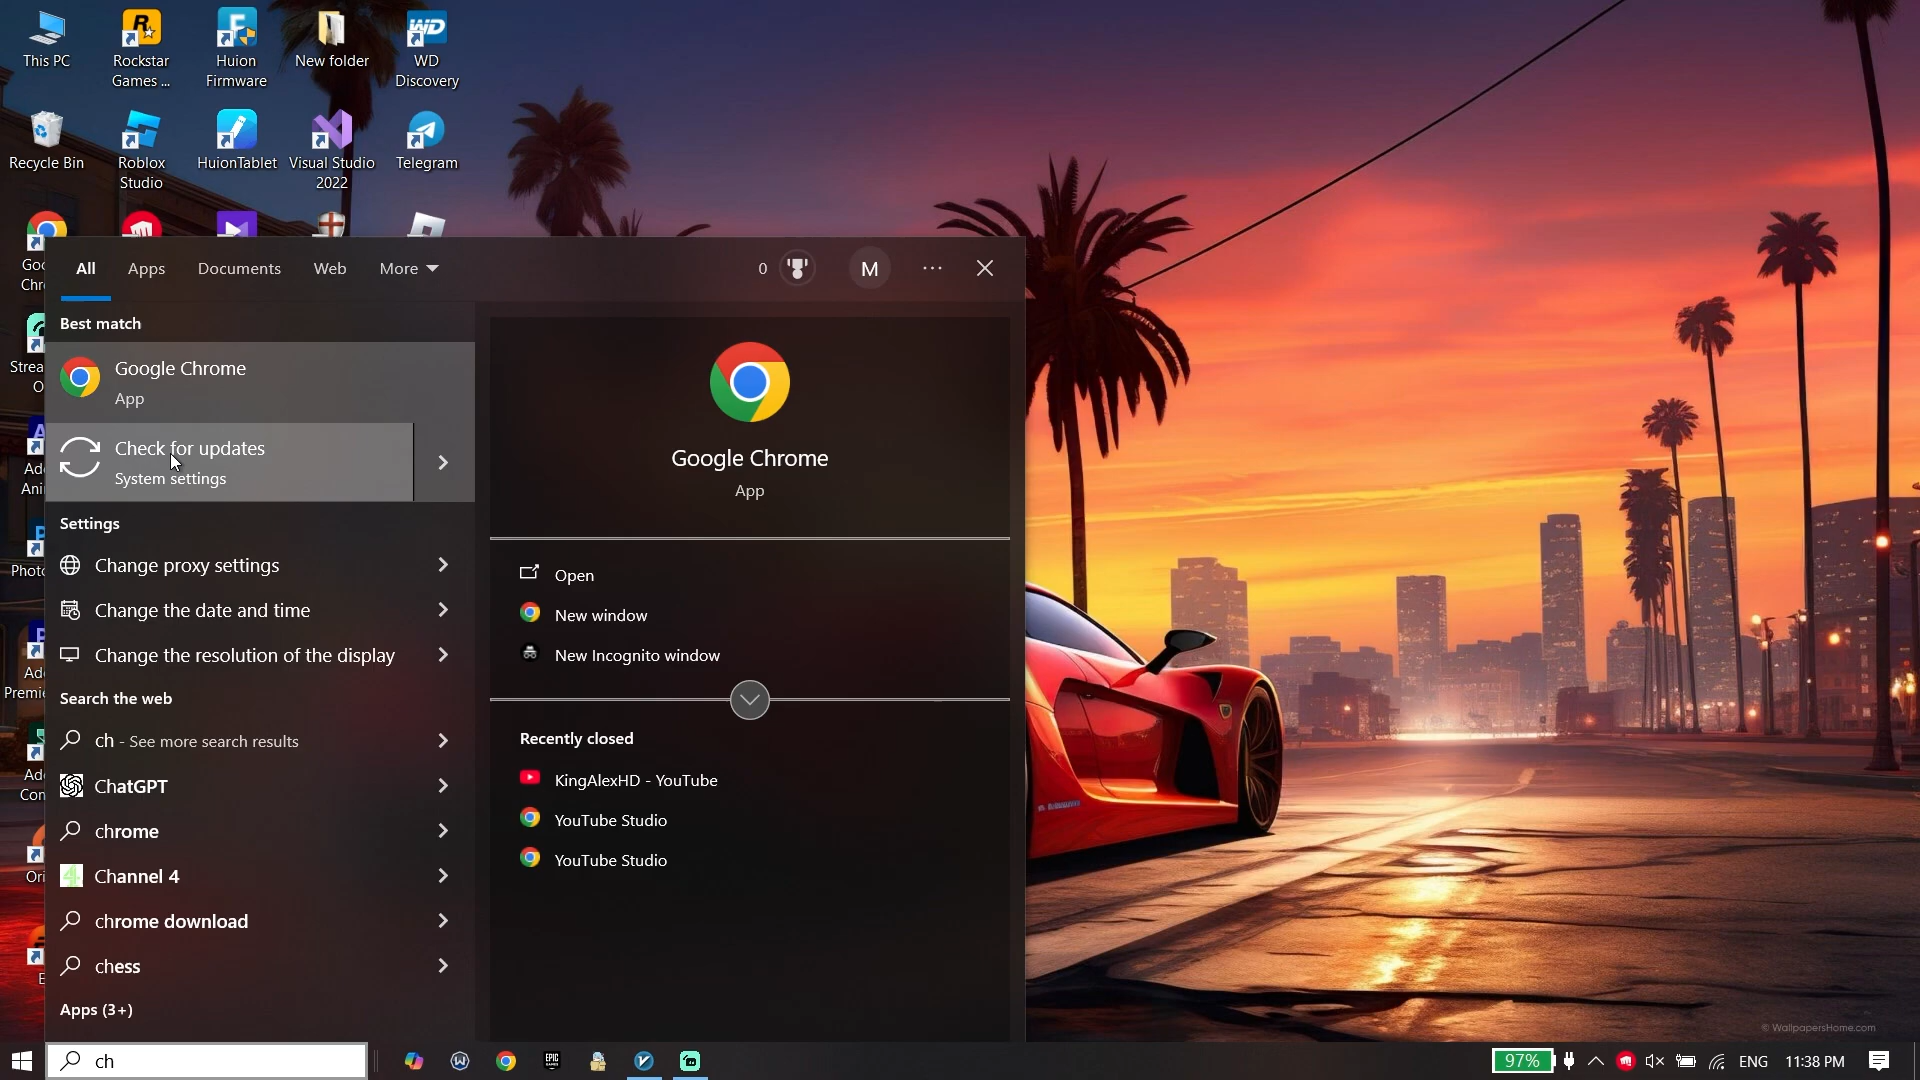 This PC
Rockstar
Games ...
Huion
Firmware
New folder
WD
Discovery
Recycle Bin
Roblox
Studio
HuionTablet
Visual Studio
2022
Telegram
All
Apps
Documents
Web
More
0
M
Best match
Google Chrome
App
Check for updates
System settings
Settings
Change proxy settings
Change the date and time
Change the resolution of the display
Search the web
ch - See more search results
ChatGPT
chrome
Channel 4
chrome download
chess
Apps (3+)
Google Chrome
App
Open
New window
New Incognito window
Recently closed
KingAlexHD - YouTube
YouTube Studio
YouTube Studio
© WallpapersHome.com
ch
EPIC
97%
ENG
11:38 PM